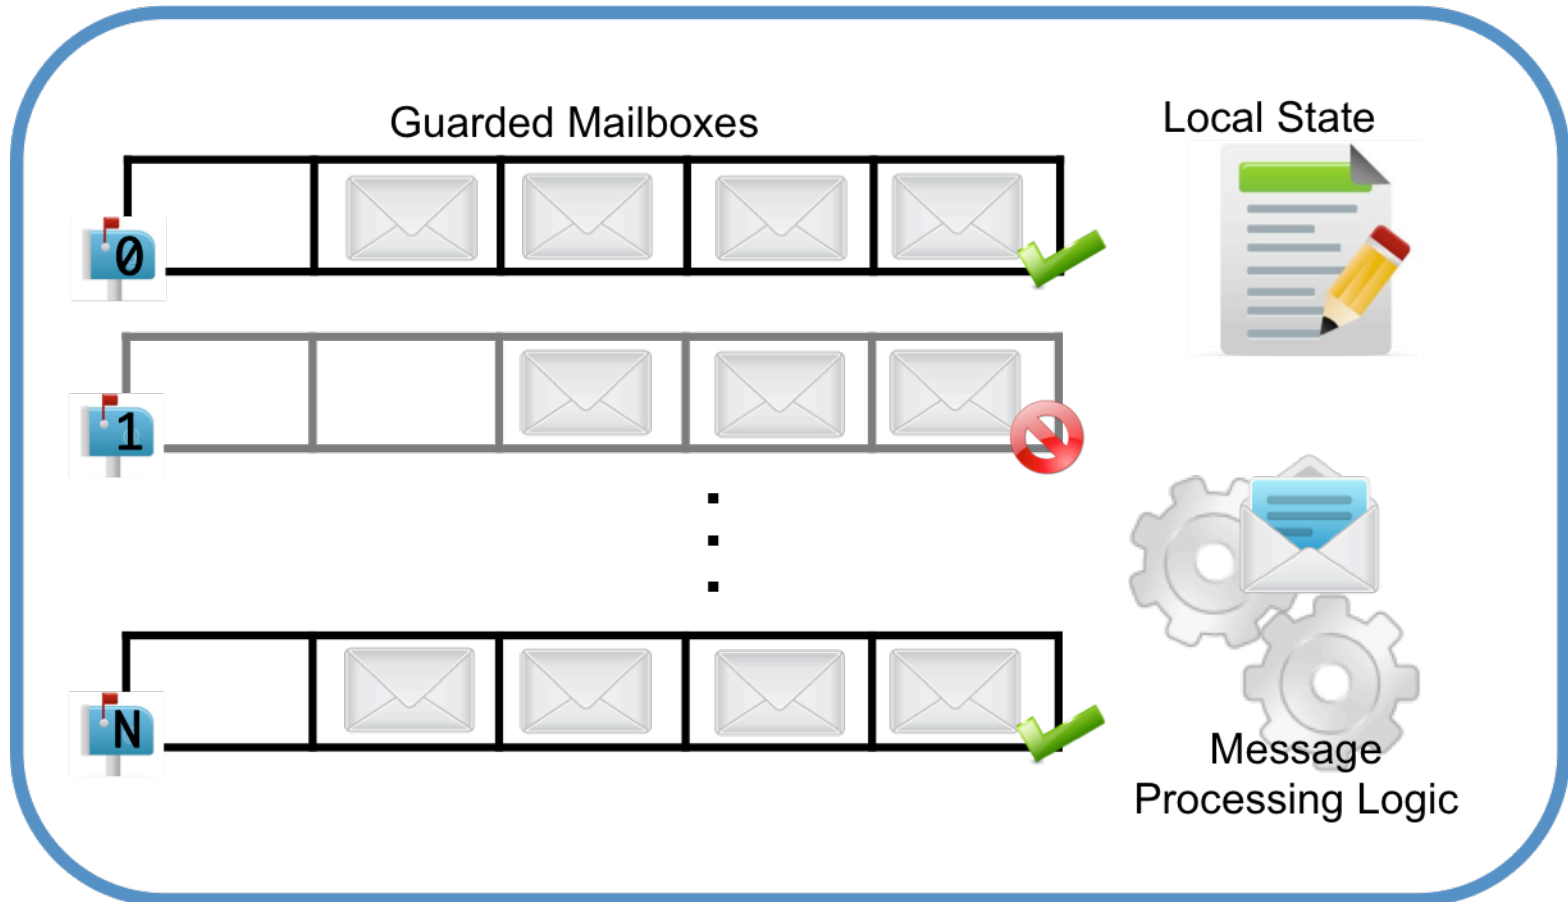 Guarded Mailboxes
Local State
0
1
N
Message
Processing Logic